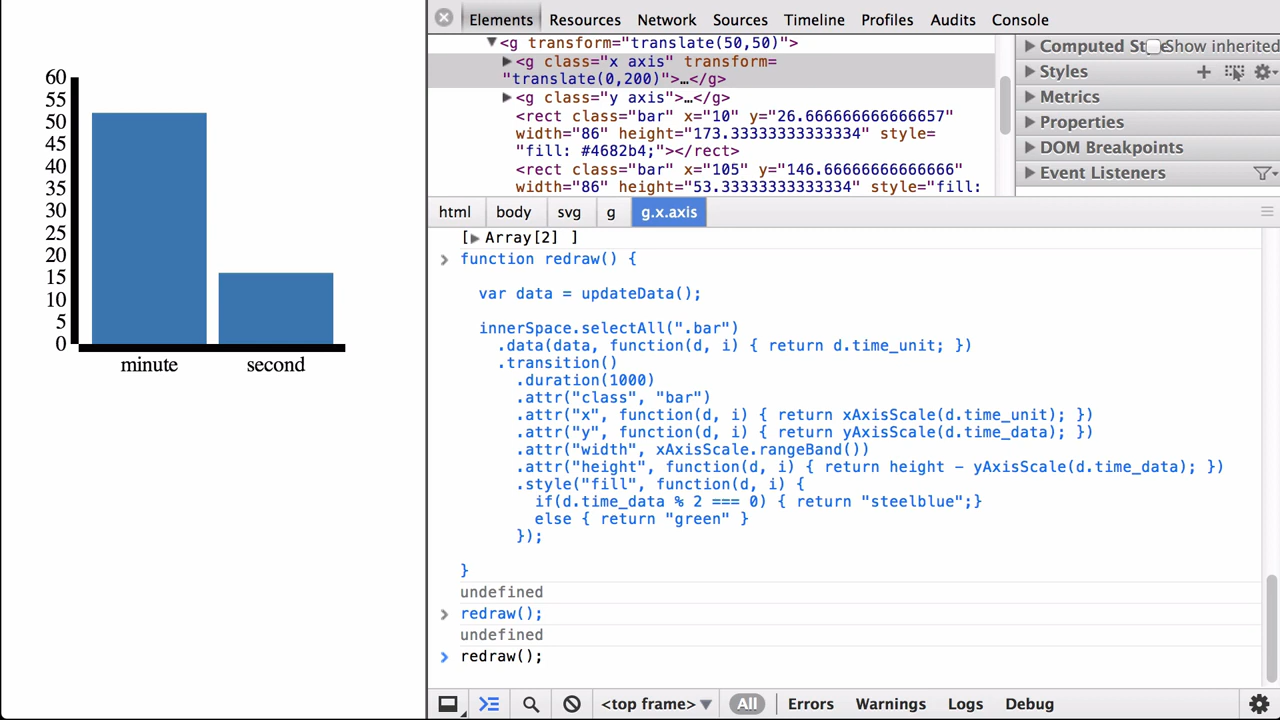 60
55
50
45
40
35
30
25
20
15
10
5
0
minute
second
Elements Resources Network Sources Timeline Profiles Audits Console
▼<g transform="translate(50,50)">
▶<g class="x axis" transform=
"translate(0,200)">…</g>
▶<g class="y axis">…</g>
<rect class="bar" x="10" y="26.666666666666657"
width="86" height="173.33333333333334" style=
"fill: #4682b4;"></rect>
<rect class="bar" x="105" y="146.66666666666666"
width="86" height="53.33333333333334" style="fill:
▶ Computed Style Show inherited
▶ Styles
▶ Metrics
▶ Properties
▶ DOM Breakpoints
▶ Event Listeners
html body svg g g.x.axis
[▶ Array[2] ]
> function redraw() {
var data = updateData();
innerSpace.selectAll(".bar")
.data(data, function(d, i) { return d.time_unit; })
.transition()
.duration(1000)
.attr("class", "bar")
.attr("x", function(d, i) { return xAxisScale(d.time_unit); })
.attr("y", function(d, i) { return yAxisScale(d.time_data); })
.attr("width", xAxisScale.rangeBand())
.attr("height", function(d, i) { return height - yAxisScale(d.time_data); })
.style("fill", function(d, i) {
if(d.time_data % 2 === 0) { return "steelblue";}
else { return "green" }
});
}
undefined
> redraw();
undefined
> redraw();
<top frame> ▼ All Errors Warnings Logs Debug